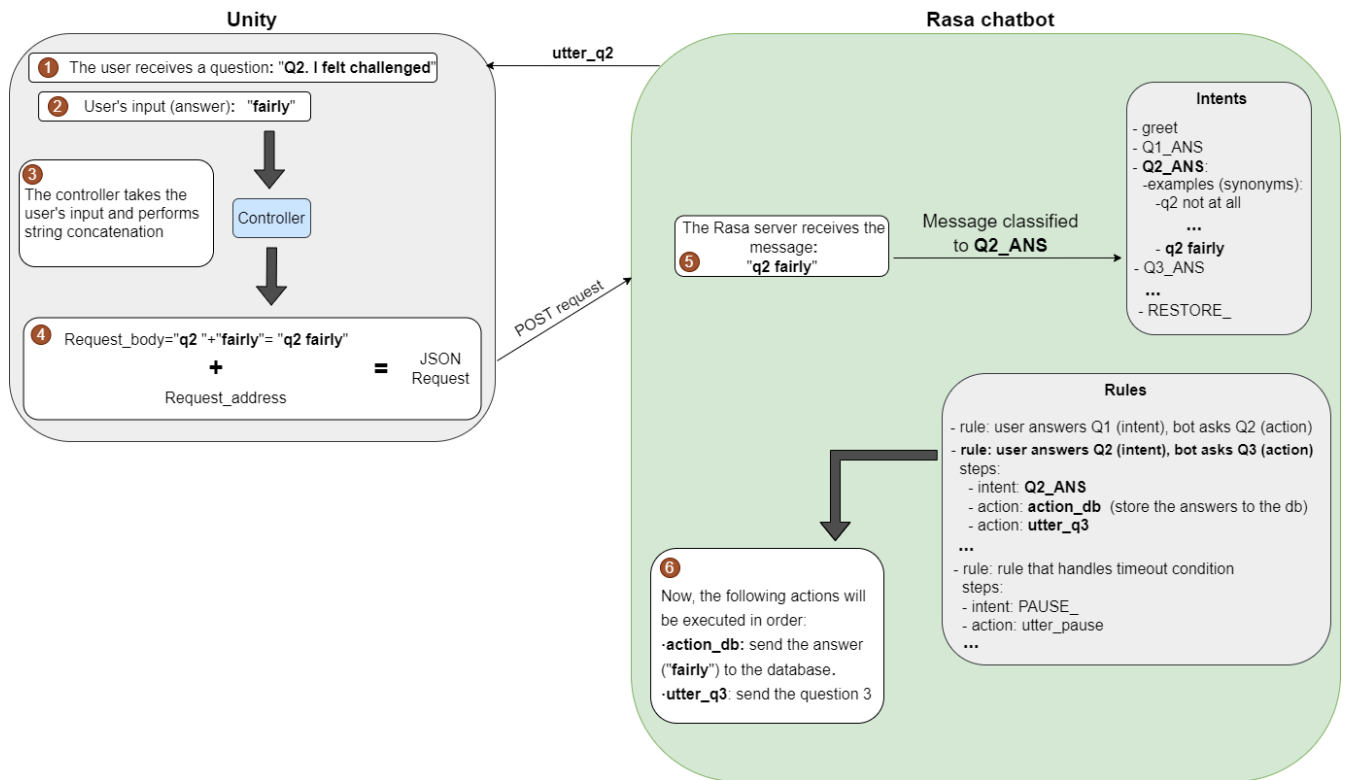 Unity
Rasa chatbot
utter_q2
1
The user receives a question: "Q2. I felt challenged"
2
User's input (answer): "fairly"
3
The controller takes the
user's input and performs
string concatenation
Controller
4
Request_body="q2 "+"fairly"= "q2 fairly"
+
Request_address
=
JSON
Request
POST request
The Rasa server receives the
message:
5
"q2 fairly"
Message classified
to Q2_ANS
Intents
- greet
- Q1_ANS
- Q2_ANS:
-examples (synonyms):
-q2 not at all
...
- q2 fairly
- Q3_ANS
...
- RESTORE_
Rules
- rule: user answers Q1 (intent), bot asks Q2 (action)
- rule: user answers Q2 (intent), bot asks Q3 (action)
steps:
- intent: Q2_ANS
- action: action_db (store the answers to the db)
- action: utter_q3
...
- rule: rule that handles timeout condition
steps:
- intent: PAUSE_
- action: utter_pause
...
6
Now, the following actions will
be executed in order:
·action_db: send the answer
("fairly") to the database.
·utter_q3: send the question 3